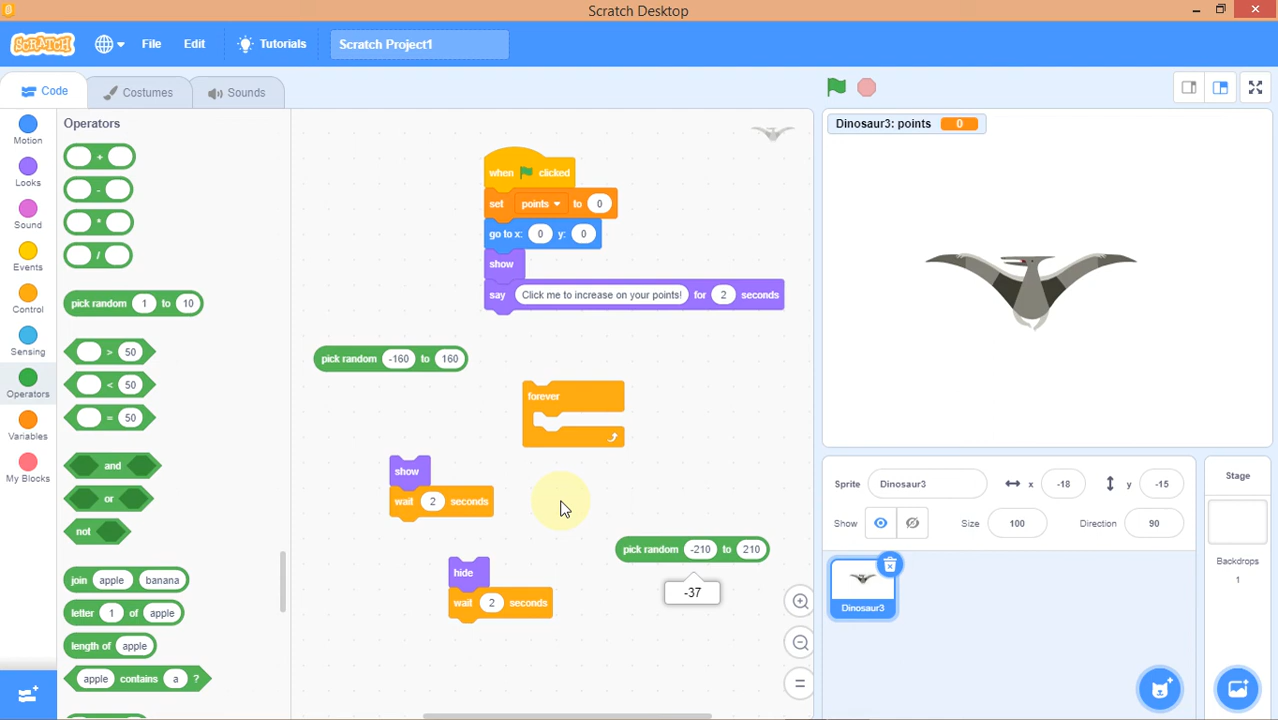 Scratch Desktop
SCRATCH File Edit Tutorials Scratch Project1
Code Costumes Sounds
Motion
Looks
Sound
Events
Control
Sensing
Operators
Variables
My Blocks
Operators
+
-
*
/
pick random 1 to 10
> 50
< 50
= 50
and
or
not
join apple banana
letter 1 of apple
length of apple
apple contains a ?
when clicked
set points to 0
go to x: 0 y: 0
show
say Click me to increase on your points! for 2 seconds
pick random -160 to 160
forever
show
wait 2 seconds
pick random -210 to 210
-37
hide
wait 2 seconds
Dinosaur3: points 0
Sprite Dinosaur3 x -18 y -15
Show Size 100 Direction 90
Dinosaur3
Stage
Backdrops
1